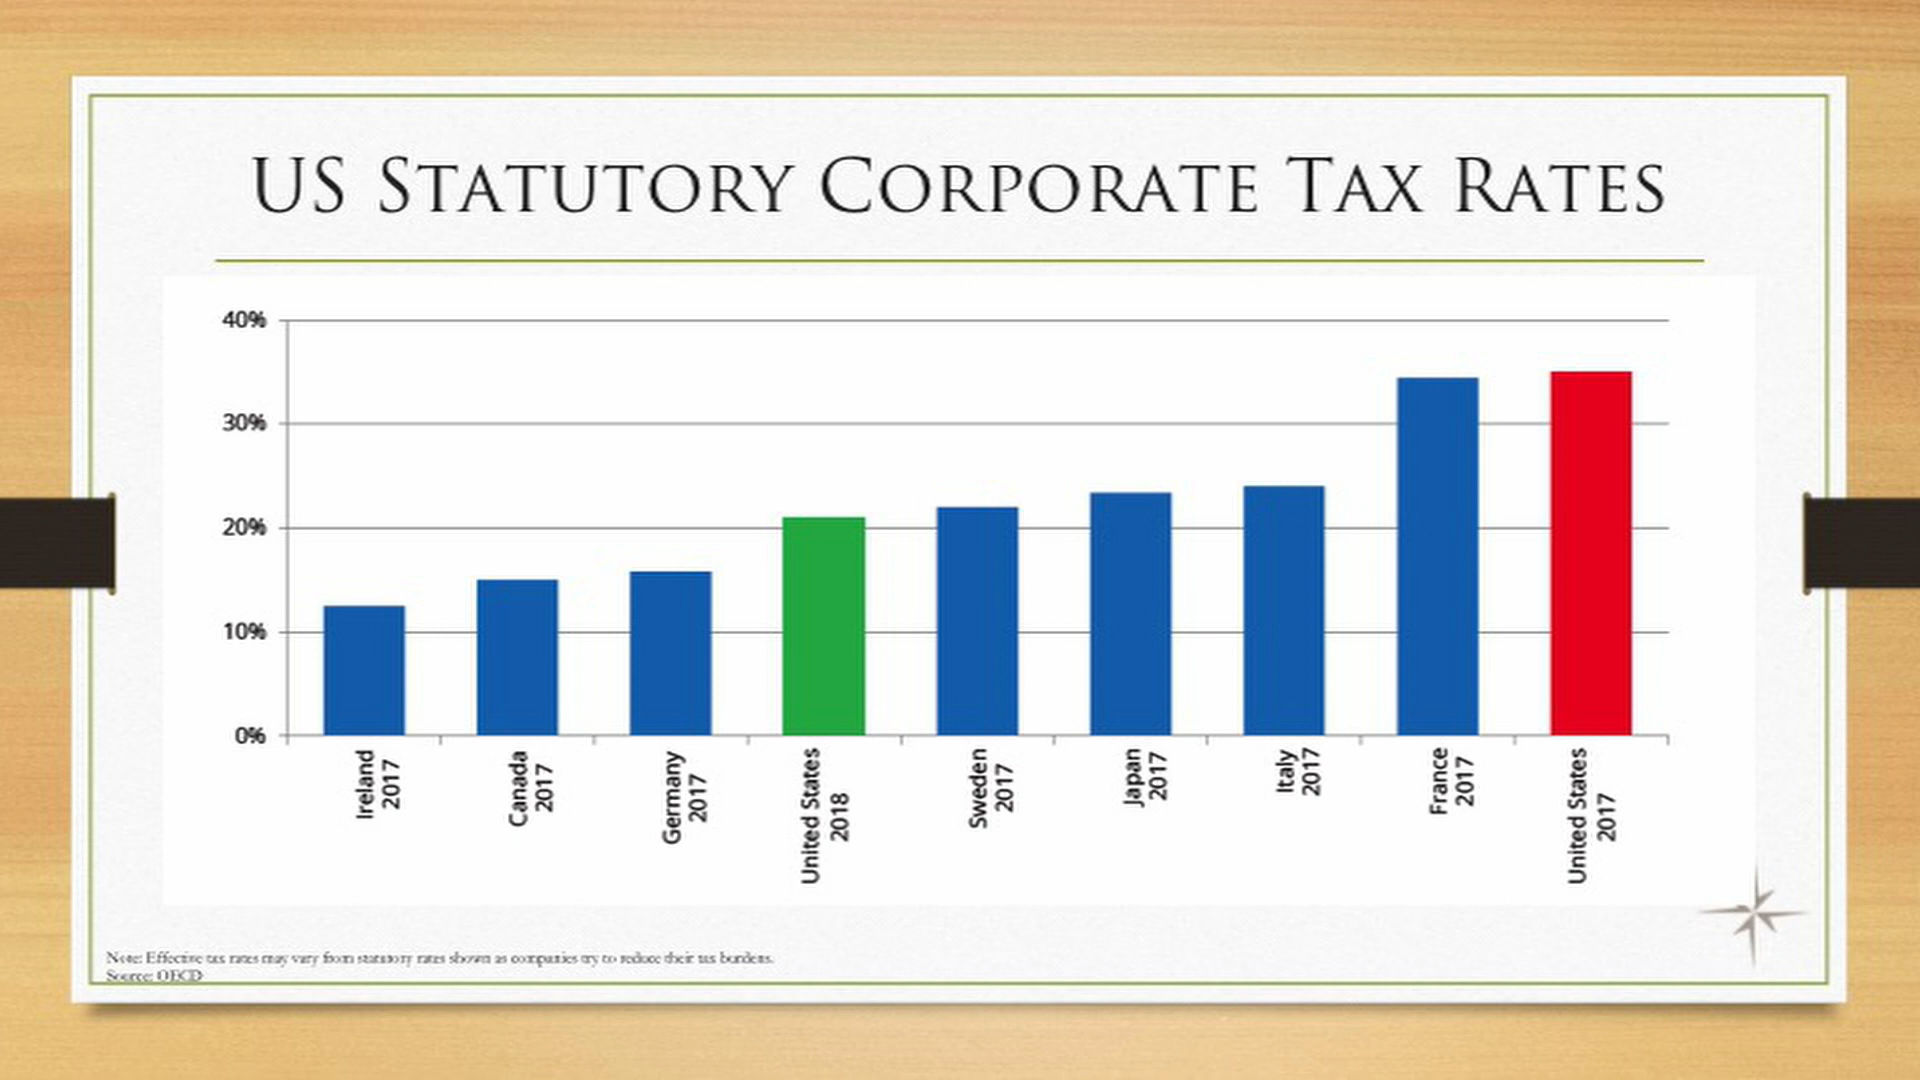 US Statutory Corporate Tax Rates
40%
30%
20%
10%
0%
Ireland
2017
Canada
2017
Germany
2017
United States
2018
Sweden
2017
Japan
2017
Italy
2017
France
2017
United States
2017
Note: Effective tax rates may vary from statutory rates shown as companies try to reduce their tax burdens.
Source: OECD